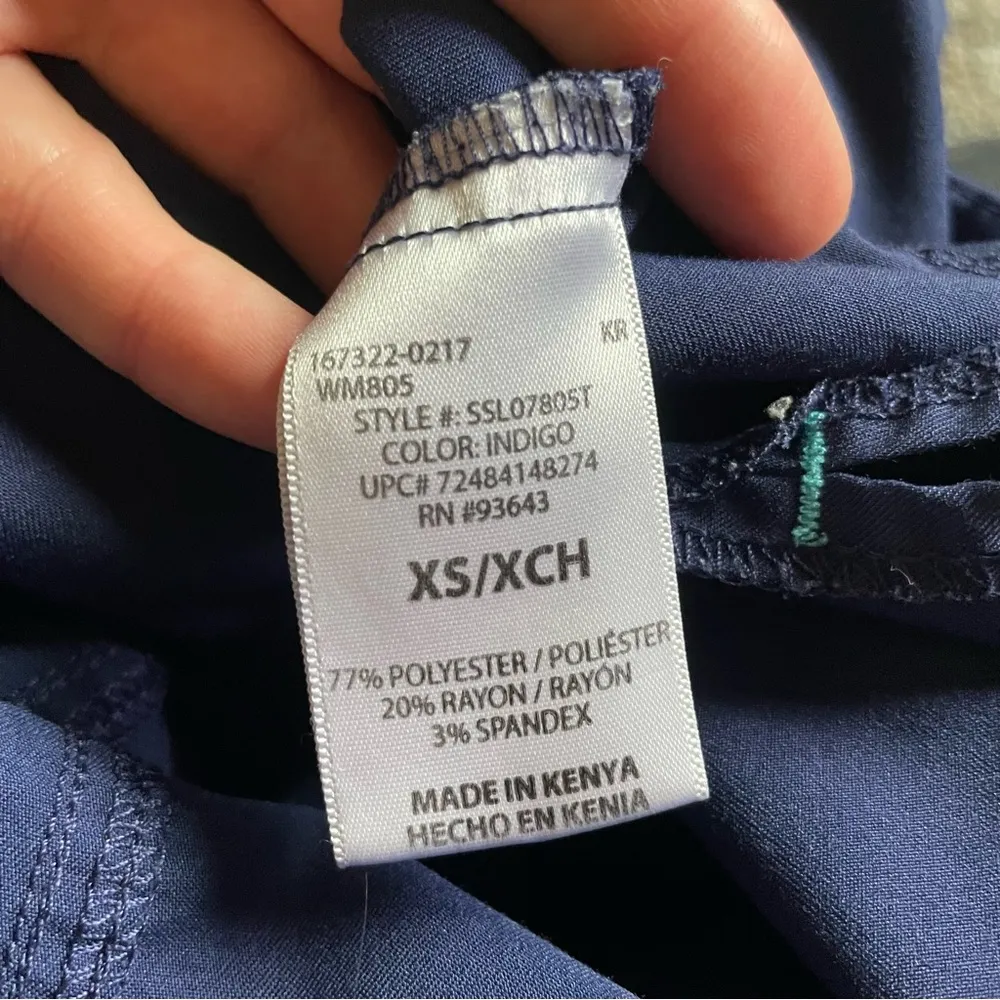 167322-0217
KR
WM805
STYLE #: SSL07805T
COLOR: INDIGO
UPC# 72484148274
RN #93643
XS/XCH
77% POLYESTER / POLIÉSTER
20% RAYON / RAYÓN
3% SPANDEX
MADE IN KENYA
HECHO EN KENIA